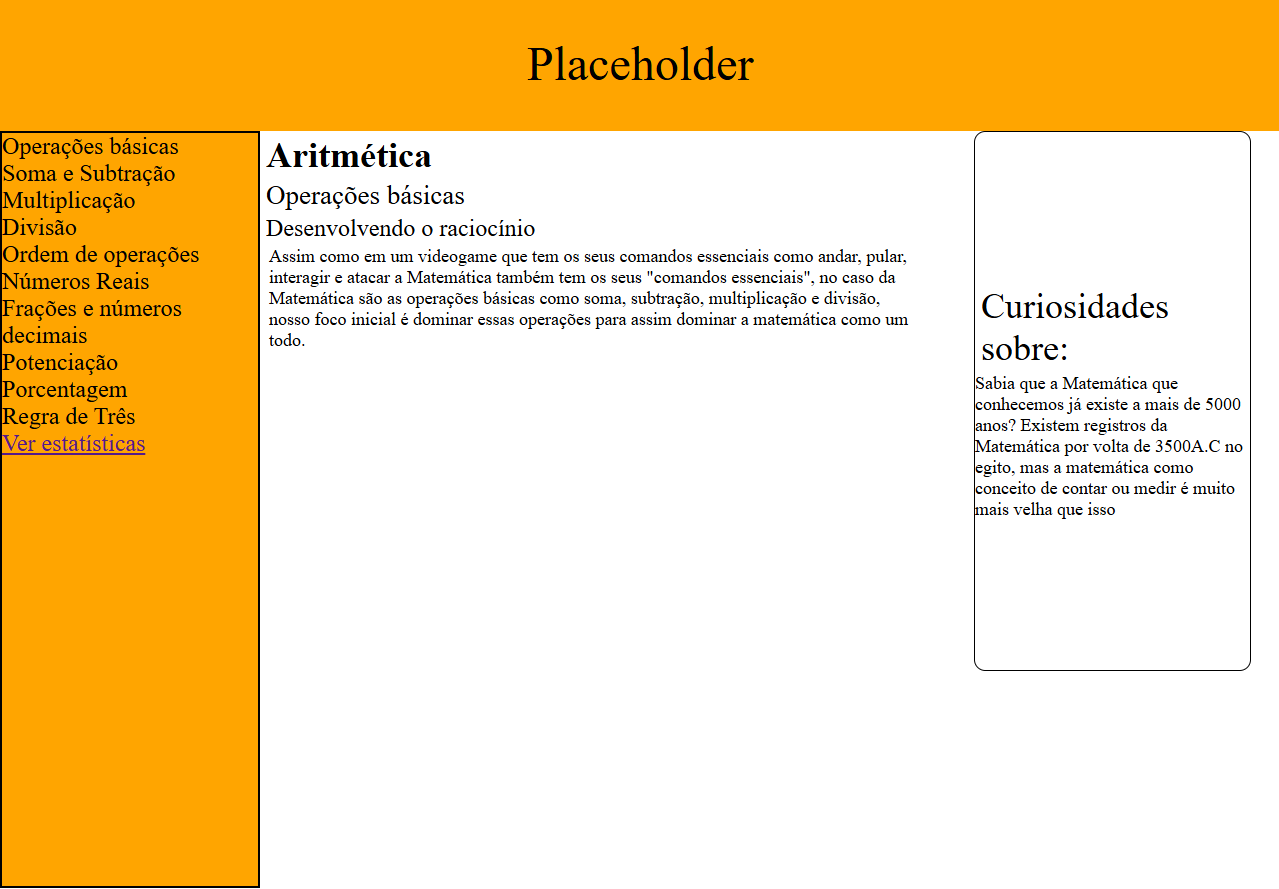 Placeholder
Operações básicas
Soma e Subtração
Multiplicação
Divisão
Ordem de operações
Números Reais
Frações e números
decimais
Potenciação
Porcentagem
Regra de Três
Ver estatísticas
Aritmética
Operações básicas
Desenvolvendo o raciocínio
Assim como em um videogame que tem os seus comandos essenciais como andar, pular,
interagir e atacar a Matemática também tem os seus "comandos essenciais", no caso da
Matemática são as operações básicas como soma, subtração, multiplicação e divisão,
nosso foco inicial é dominar essas operações para assim dominar a matemática como um
todo.
Curiosidades
sobre:
Sabia que a Matemática que
conhecemos já existe a mais de 5000
anos? Existem registros da
Matemática por volta de 3500A.C no
egito, mas a matemática como
conceito de contar ou medir é muito
mais velha que isso